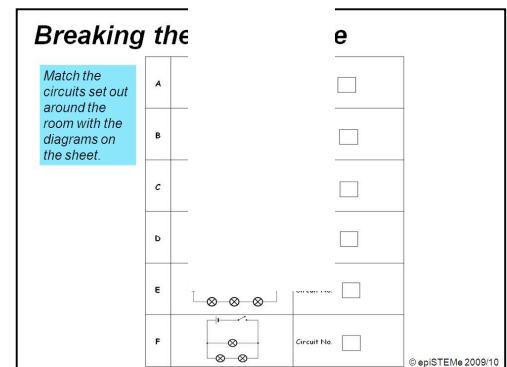 Breaking the
Match the
circuits set out
around the
room with the
diagrams on
the sheet.
A
B
C
D
E
F
Circuit No.
© epiSTEMe 2009/10